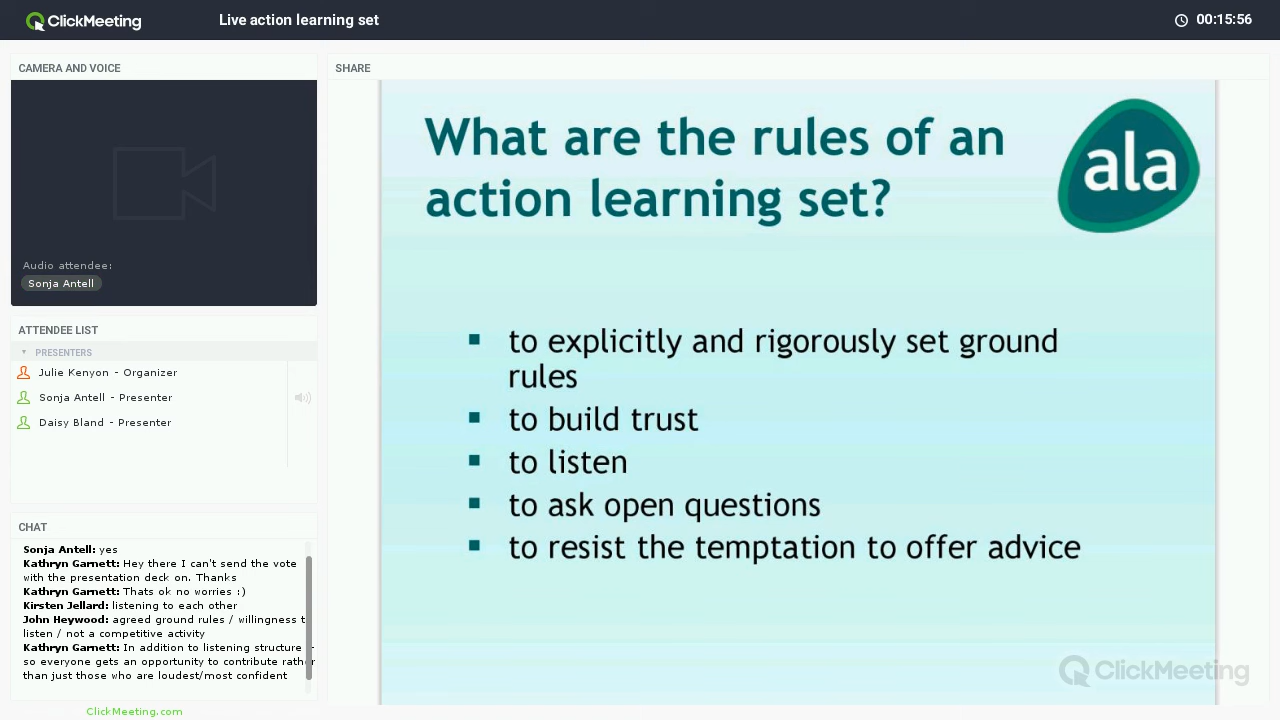 ClickMeeting
Live action learning set
00:15:56
CAMERA AND VOICE
Audio attendee:
Sonja Antell
ATTENDEE LIST
PRESENTERS
Julie Kenyon - Organizer
Sonja Antell - Presenter
Daisy Bland - Presenter
CHAT
Sonja Antell: yes
Kathryn Garnett: Hey there I can't send the vote
with the presentation deck on. Thanks
Kathryn Garnett: Thats ok no worries :)
Kirsten Jellard: listening to each other
John Heywood: agreed ground rules / willingness t
listen / not a competitive activity
Kathryn Garnett: In addition to listening structure -
so everyone gets an opportunity to contribute rather
than just those who are loudest/most confident
ClickMeeting.com
SHARE
What are the rules of an
action learning set?
ala
to explicitly and rigorously set ground
rules
to build trust
to listen
to ask open questions
to resist the temptation to offer advice
ClickMeeting